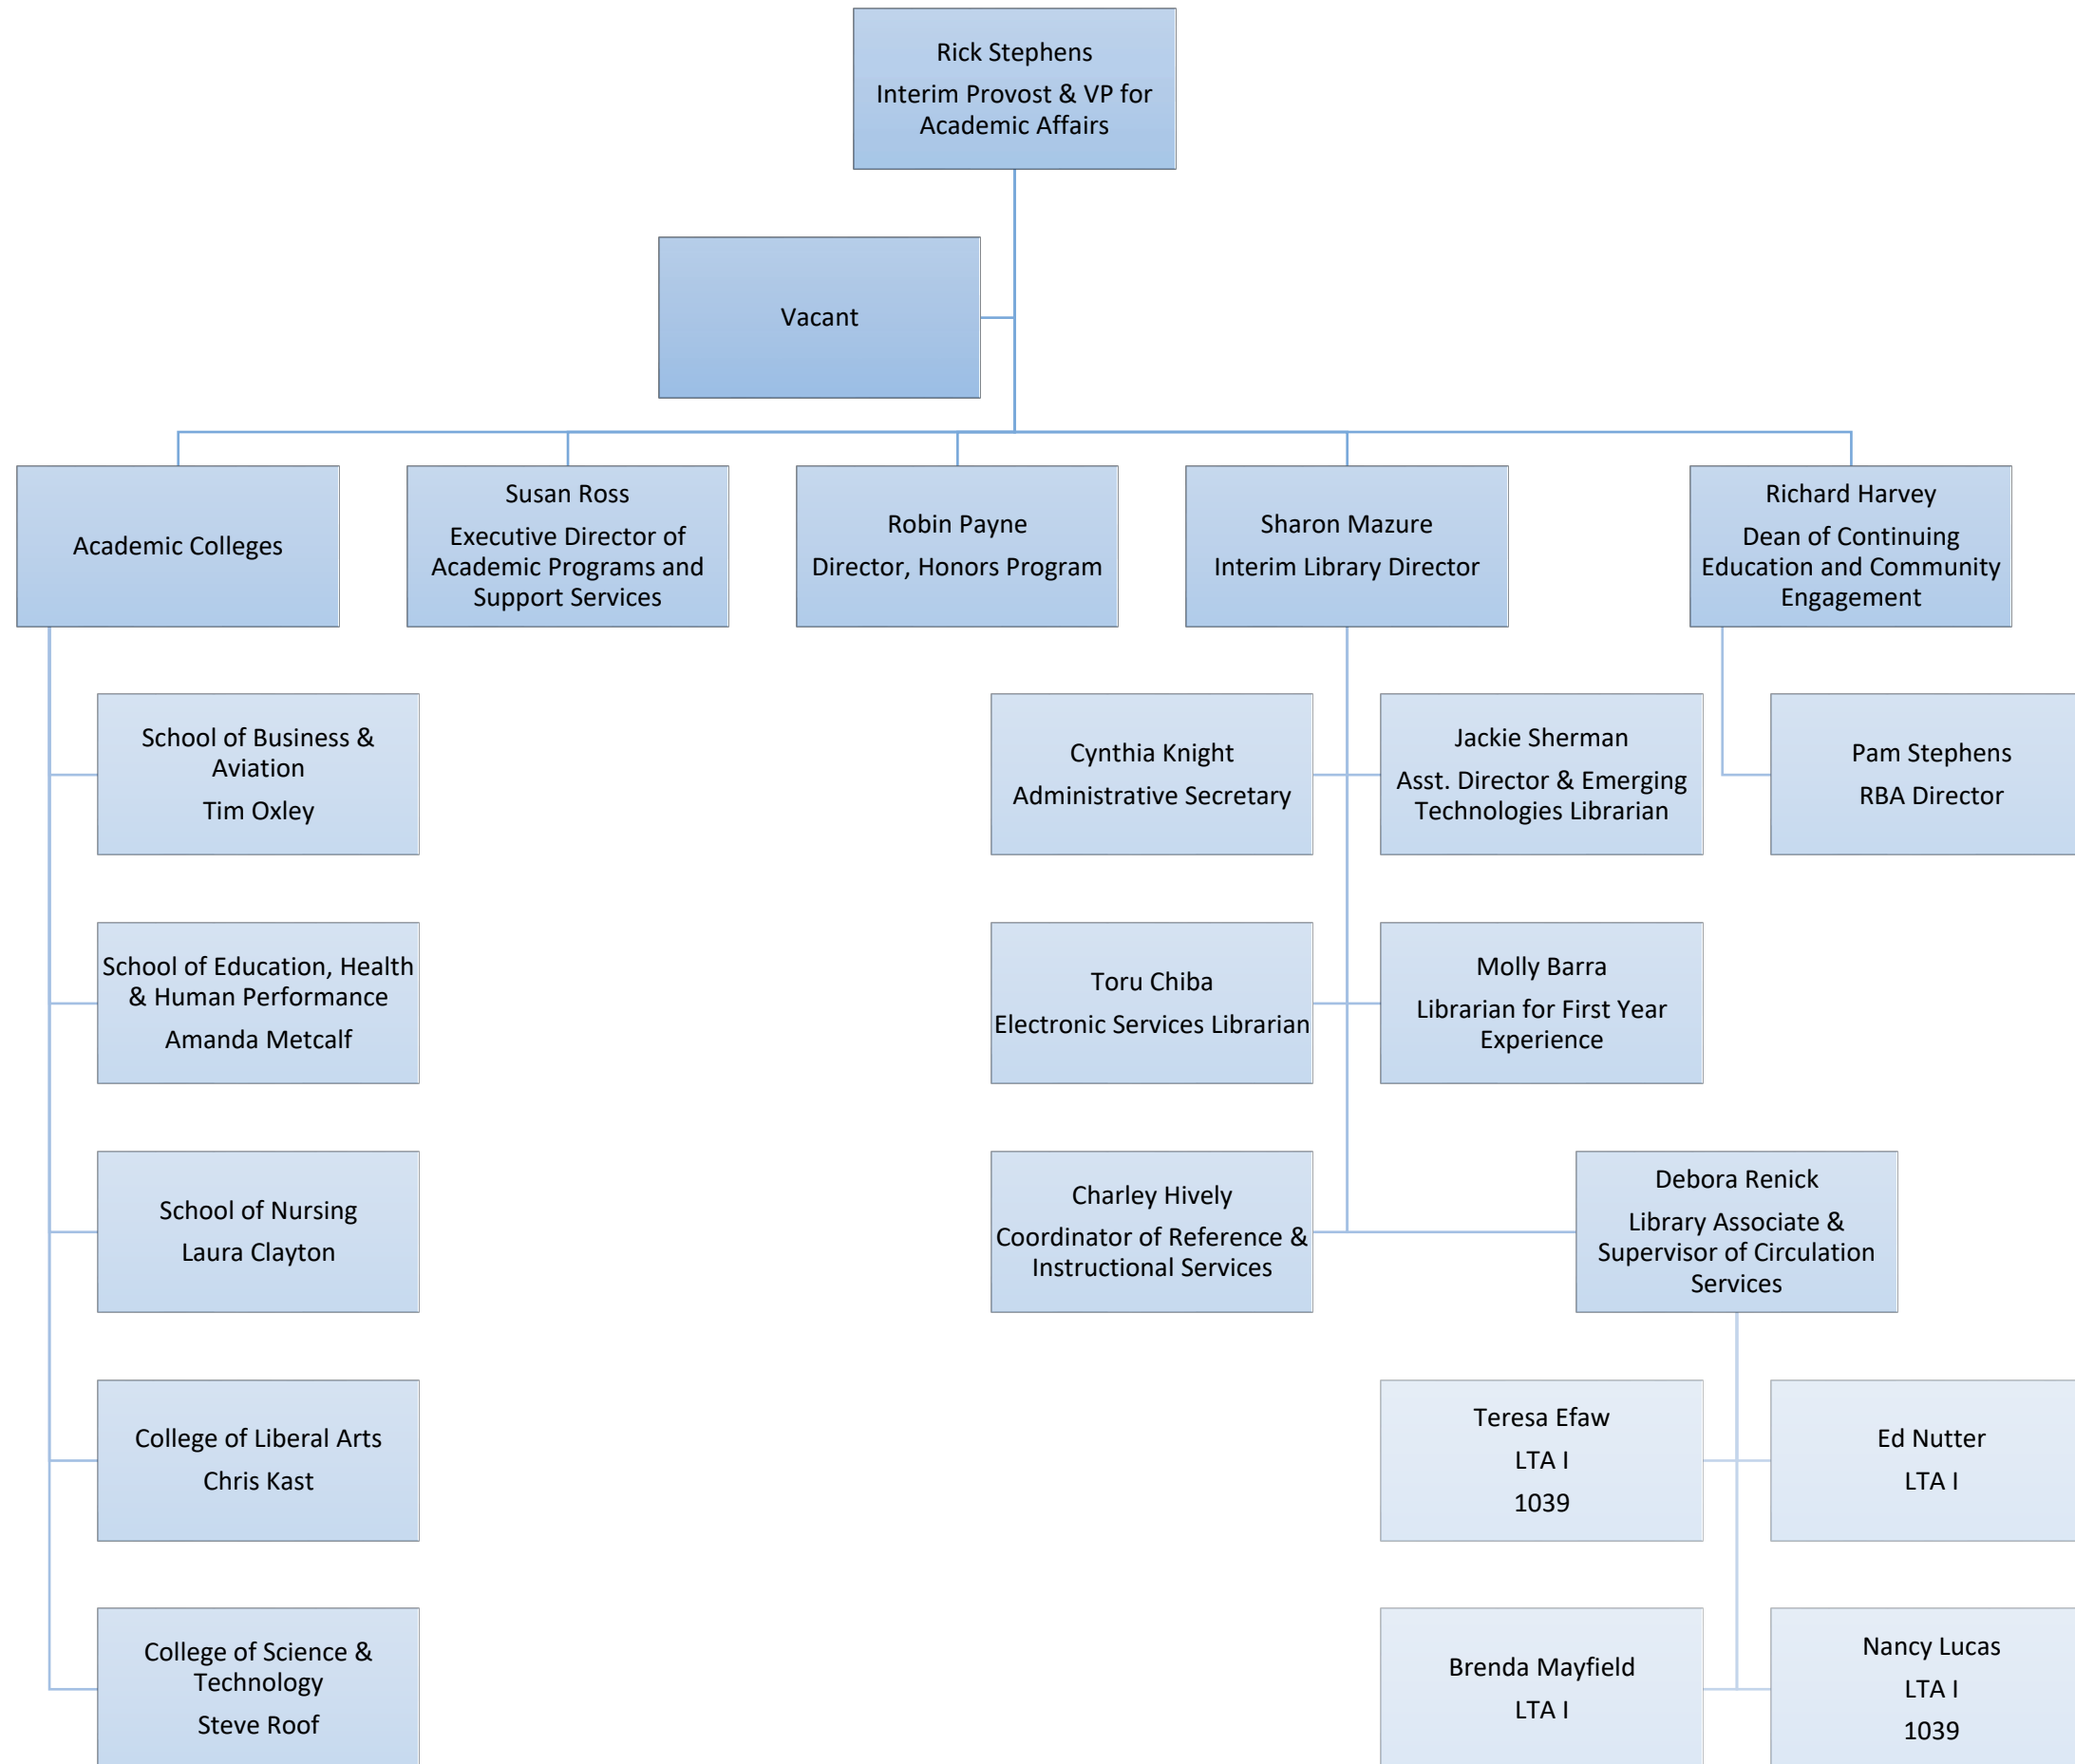 Rick Stephens
Interim Provost & VP for
Academic Affairs
Vacant
Academic Colleges
Susan Ross
Executive Director of
Academic Programs and
Support Services
Robin Payne
Director, Honors Program
Sharon Mazure
Interim Library Director
Richard Harvey
Dean of Continuing
Education and Community
Engagement
School of Business &
Aviation
Tim Oxley
Cynthia Knight
Administrative Secretary
Jackie Sherman
Asst. Director & Emerging
Technologies Librarian
Pam Stephens
RBA Director
School of Education, Health
& Human Performance
Amanda Metcalf
Toru Chiba
Electronic Services Librarian
Molly Barra
Librarian for First Year
Experience
School of Nursing
Laura Clayton
Charley Hively
Coordinator of Reference &
Instructional Services
Debora Renick
Library Associate &
Supervisor of Circulation
Services
College of Liberal Arts
Chris Kast
Teresa Efaw
LTA I
1039
Ed Nutter
LTA I
College of Science &
Technology
Steve Roof
Brenda Mayfield
LTA I
Nancy Lucas
LTA I
1039